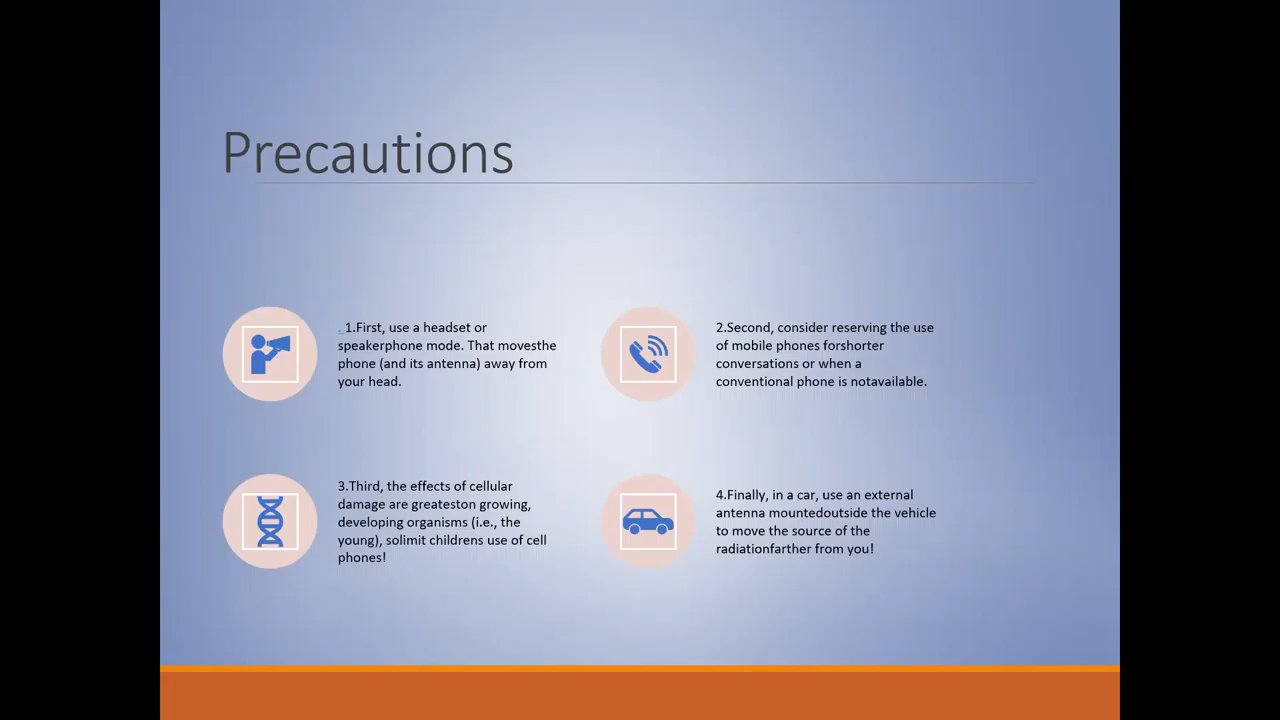 Precautions
. 1.First, use a headset or
speakerphone mode. That movesthe
phone (and its antenna) away from
your head.
2.Second, consider reserving the use
of mobile phones forshorter
conversations or when a
conventional phone is notavailable.
3.Third, the effects of cellular
damage are greateston growing,
developing organisms (i.e., the
young), solimit childrens use of cell
phones!
4.Finally, in a car, use an external
antenna mountedoutside the vehicle
to move the source of the
radiationfarther from you!